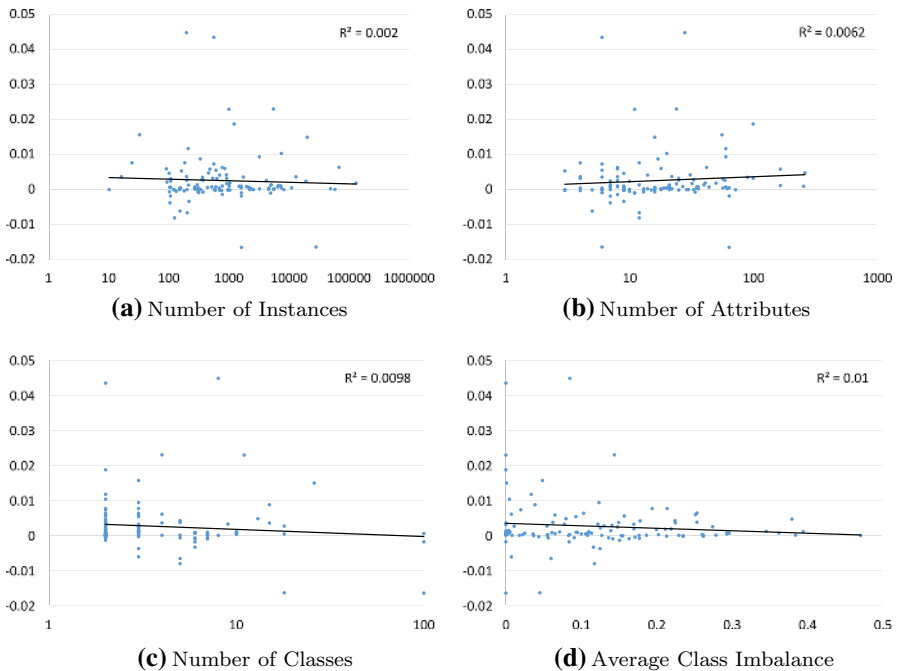 0.05
0.04
0.03
0.02
0.01
0
-0.01
-0.02
R² = 0.002
1 10 100 1000 10000 100000 1000000
(a) Number of Instances
0.05
0.04
0.03
0.02
0.01
0
-0.01
-0.02
R² = 0.0062
1 10 100 1000
(b) Number of Attributes
0.05
0.04
0.03
0.02
0.01
0
-0.01
-0.02
R² = 0.0098
1 10 100
(c) Number of Classes
0.05
0.04
0.03
0.02
0.01
0
-0.01
-0.02
R² = 0.01
0 0.1 0.2 0.3 0.4 0.5
(d) Average Class Imbalance